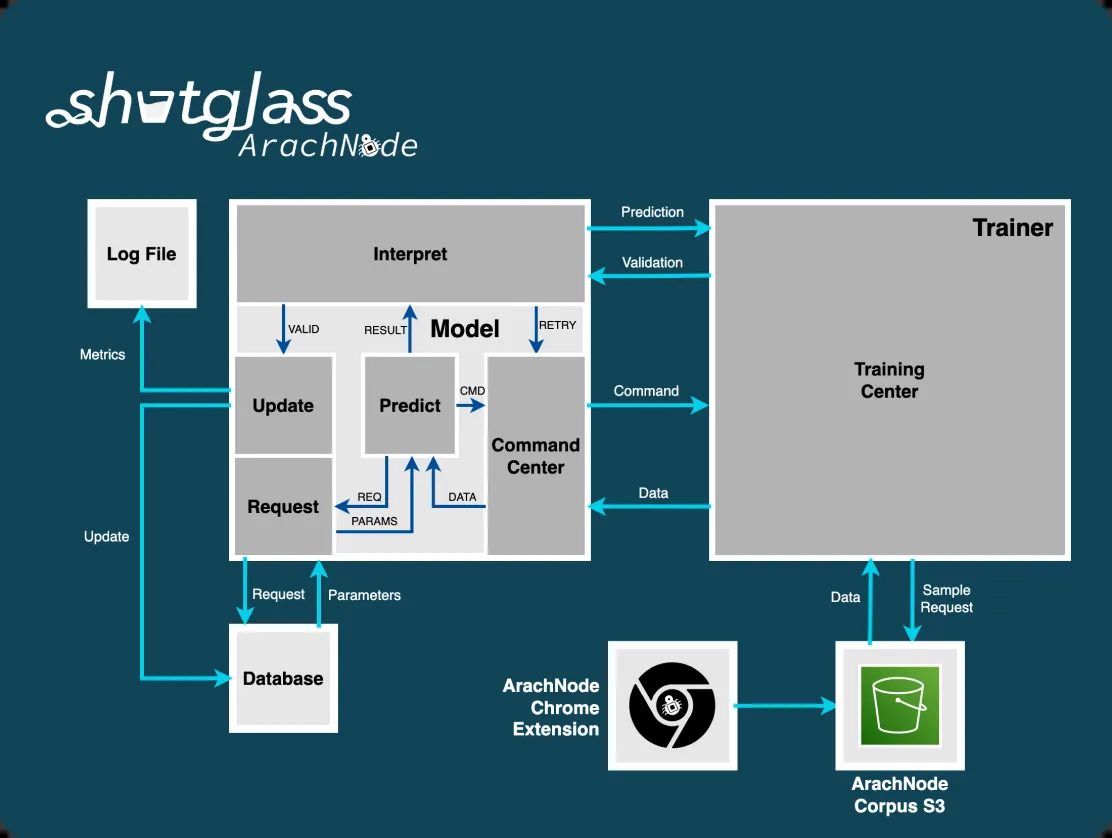 shotglass
ArachNode
Log File
Interpret
Prediction
Trainer
Validation
VALID
RESULT
Model
RETRY
Metrics
Update
Predict
CMD
Command
Center
Command
Training
Center
Request
REQ
PARAMS
DATA
Data
Update
Request
Parameters
Data
Sample
Request
Database
ArachNode
Chrome
Extension
ArachNode
Corpus S3